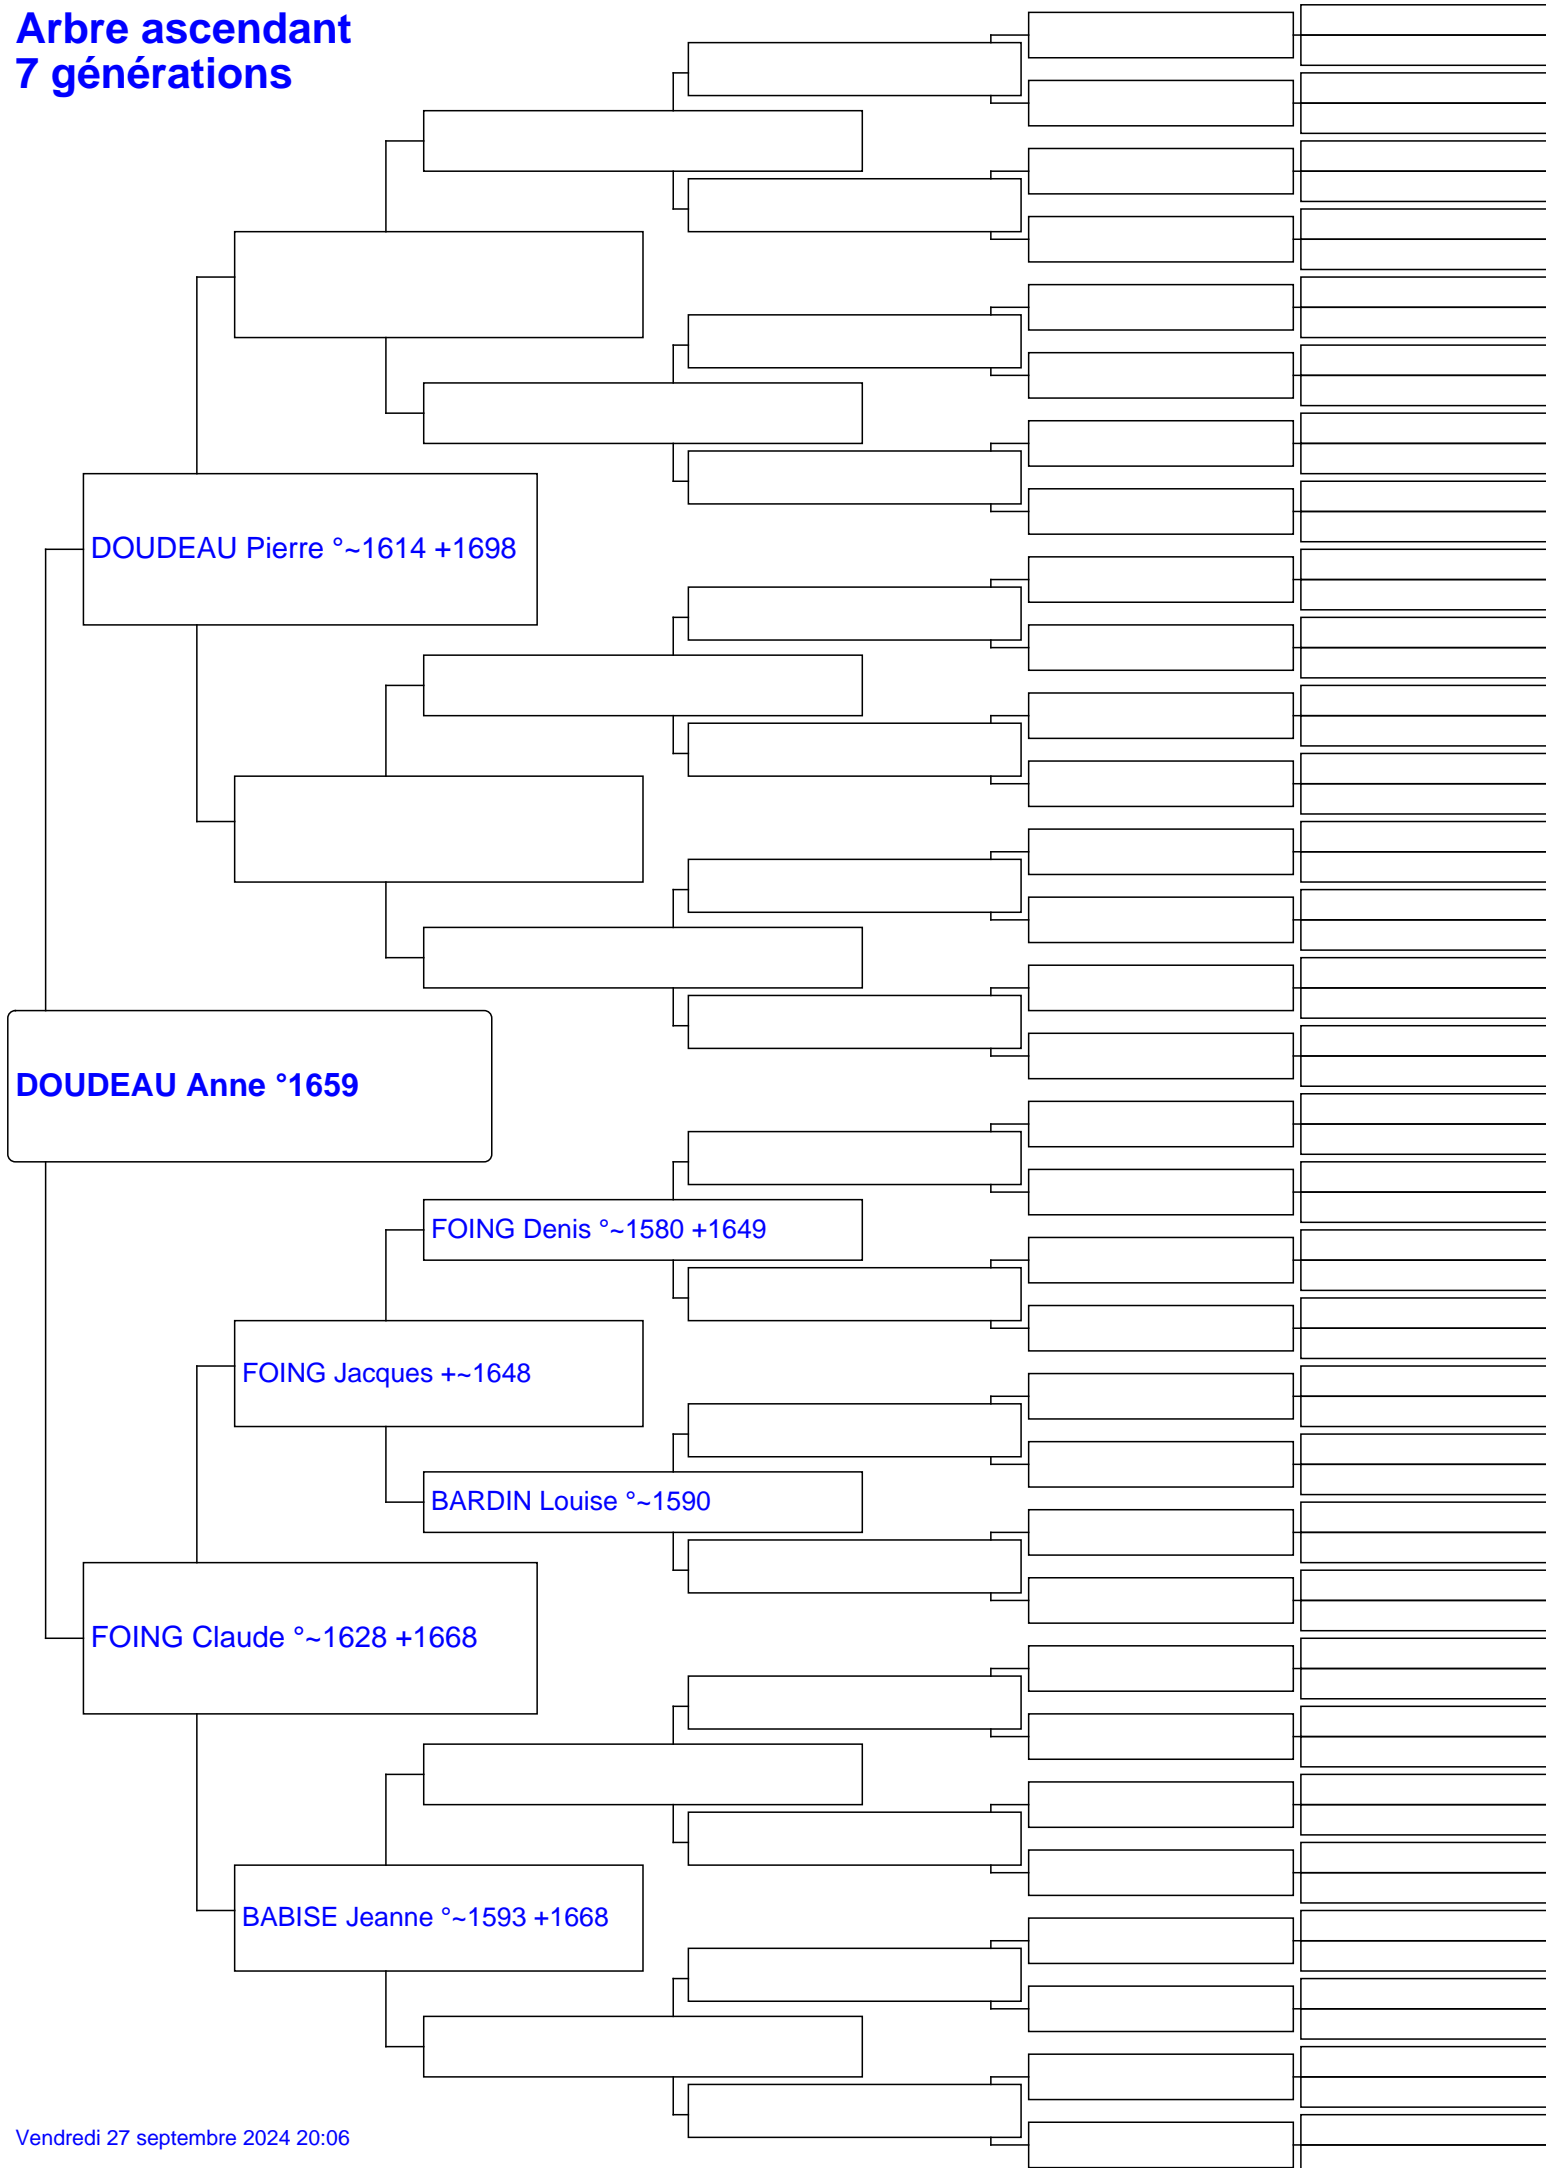 Arbre ascendant
7 générations
DOUDEAU Pierre °~1614 +1698
DOUDEAU Anne °1659
FOING Denis °~1580 +1649
FOING Jacques +~1648
BARDIN Louise °~1590
FOING Claude °~1628 +1668
BABISE Jeanne °~1593 +1668
Vendredi 27 septembre 2024 20:06